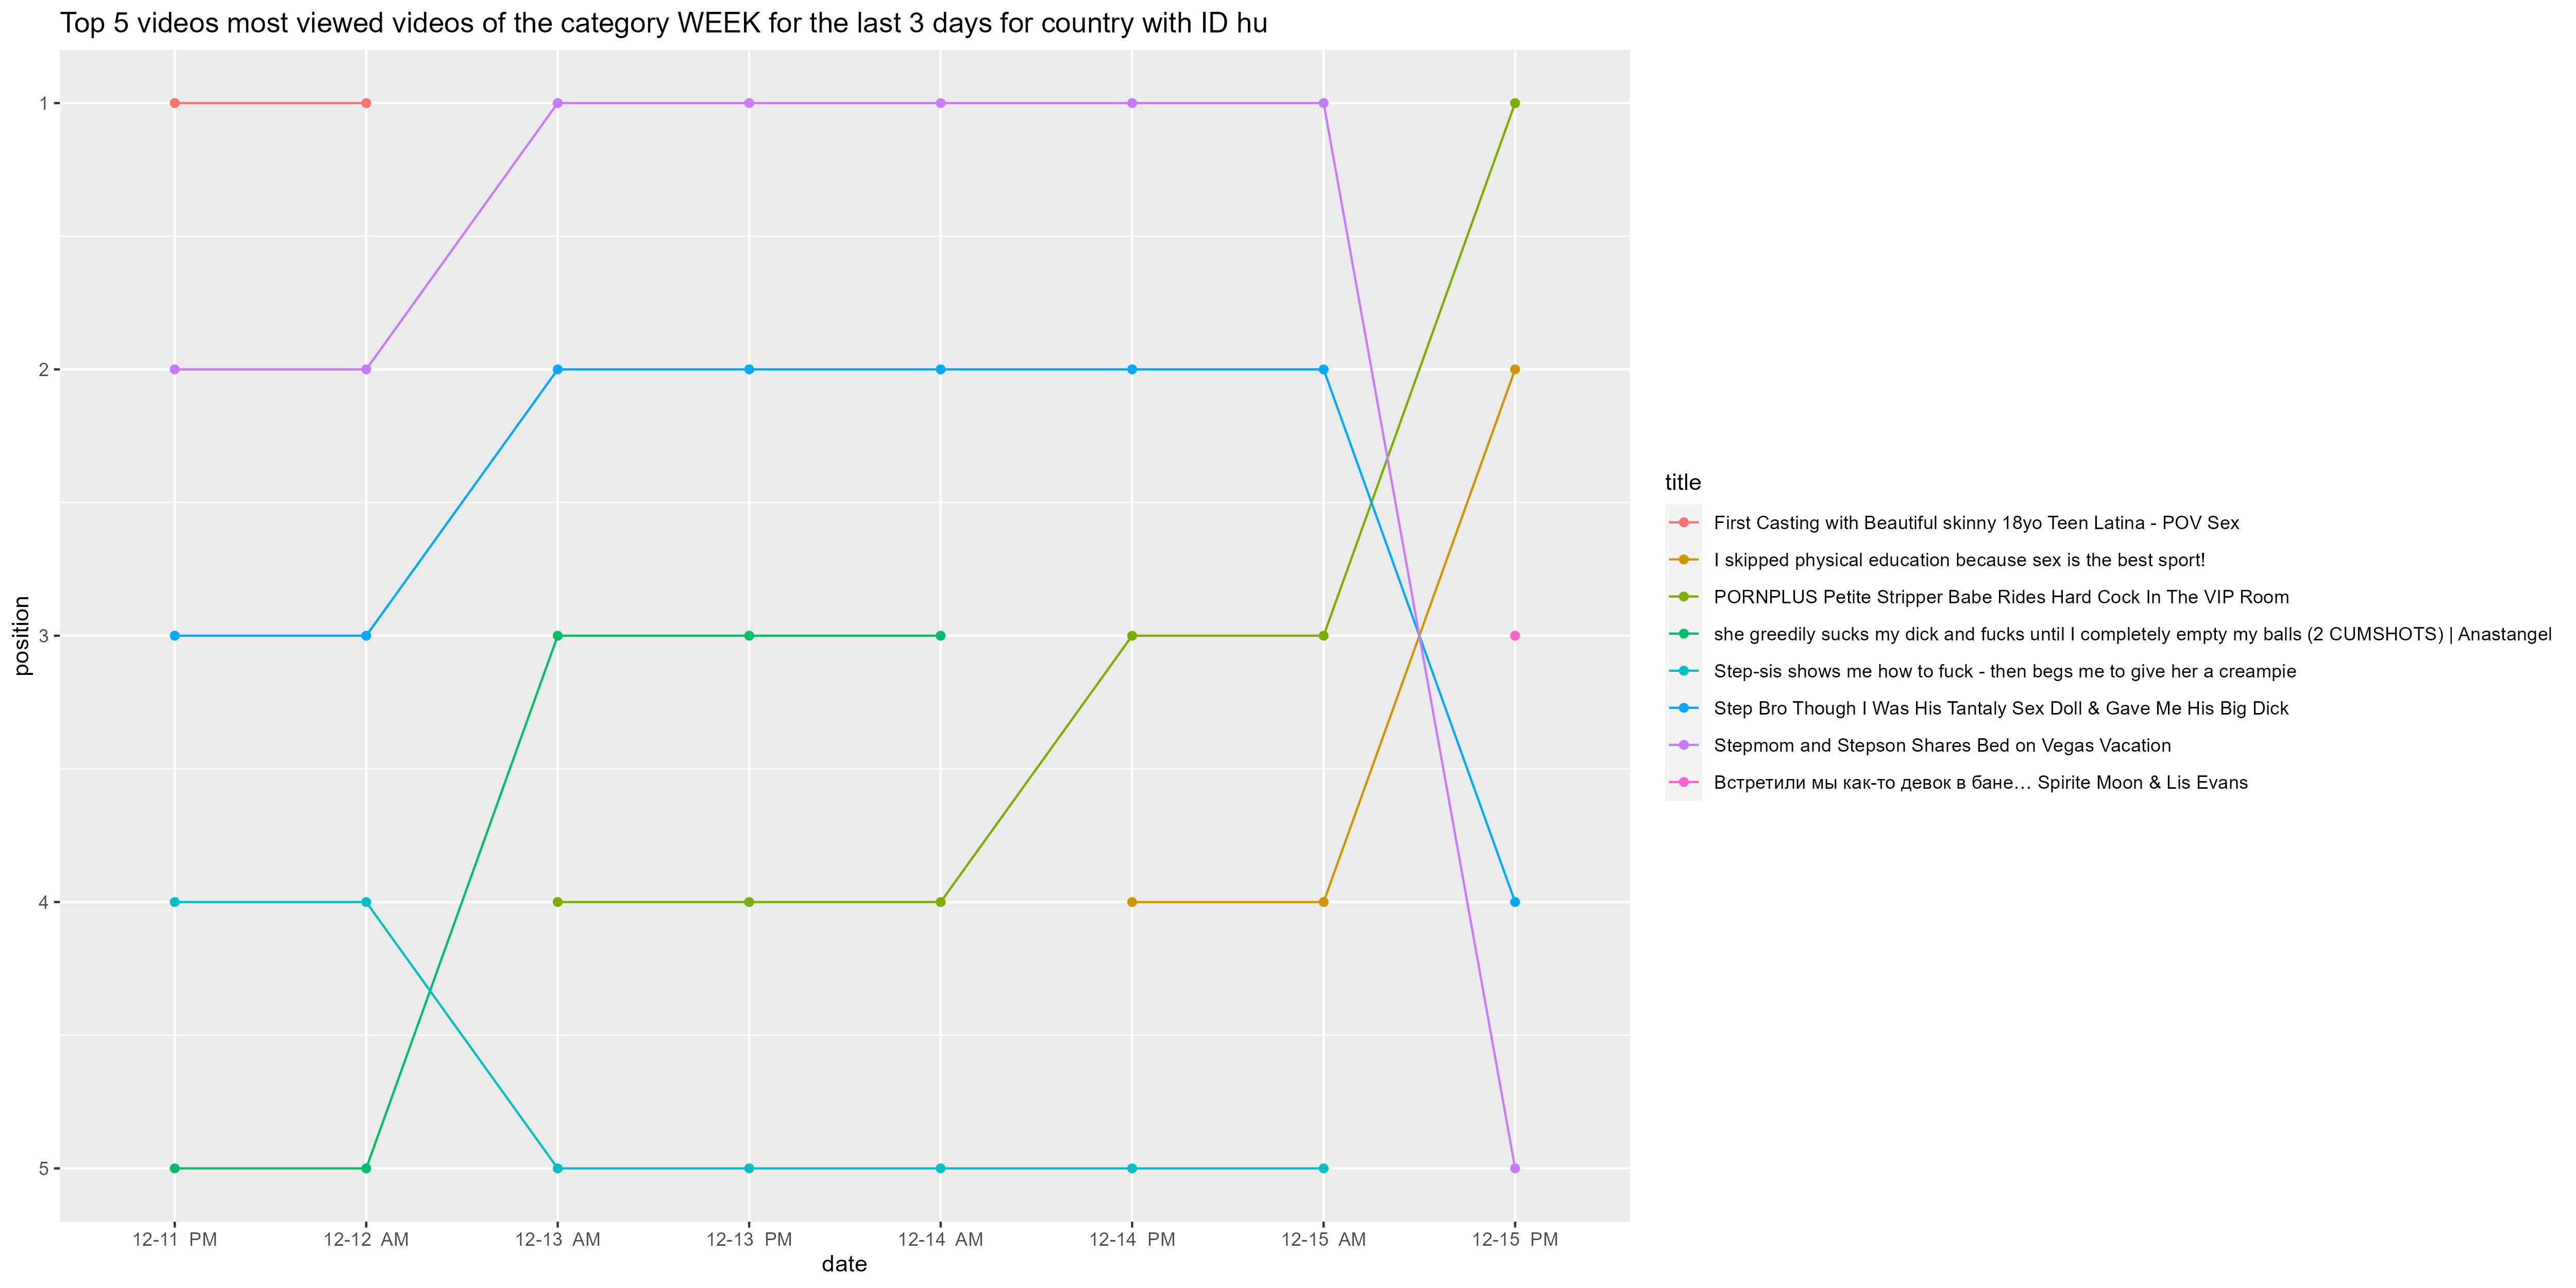 Top 5 videos most viewed videos of the category WEEK for the last 3 days for country with ID hu
position
1
2
3
4
5
12-11 PM
12-12 AM
12-13 AM
12-13 PM
12-14 AM
12-14 PM
12-15 AM
12-15 PM
date
title
First Casting with Beautiful skinny 18yo Teen Latina - POV Sex
I skipped physical education because sex is the best sport!
PORNPLUS Petite Stripper Babe Rides Hard Cock In The VIP Room
she greedily sucks my dick and fucks until I completely empty my balls (2 CUMSHOTS) | Anastangel
Step-sis shows me how to fuck - then begs me to give her a creampie
Step Bro Though I Was His Tantaly Sex Doll & Gave Me His Big Dick
Stepmom and Stepson Shares Bed on Vegas Vacation
Встретили мы как-то девок в бане… Spirite Moon & Lis Evans